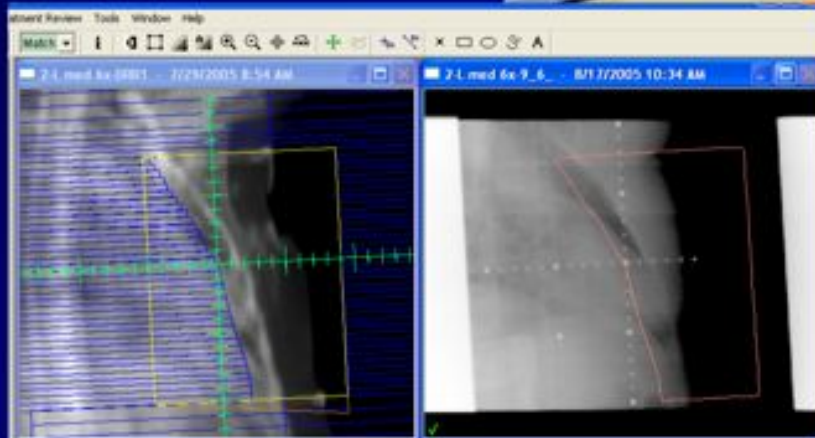 atment Review Tools Window Help
Match i A
2-L med 6x-DRR1 - 7/29/2005 8:54 AM
2-L med 6x-9_6_ - 8/17/2005 10:34 AM